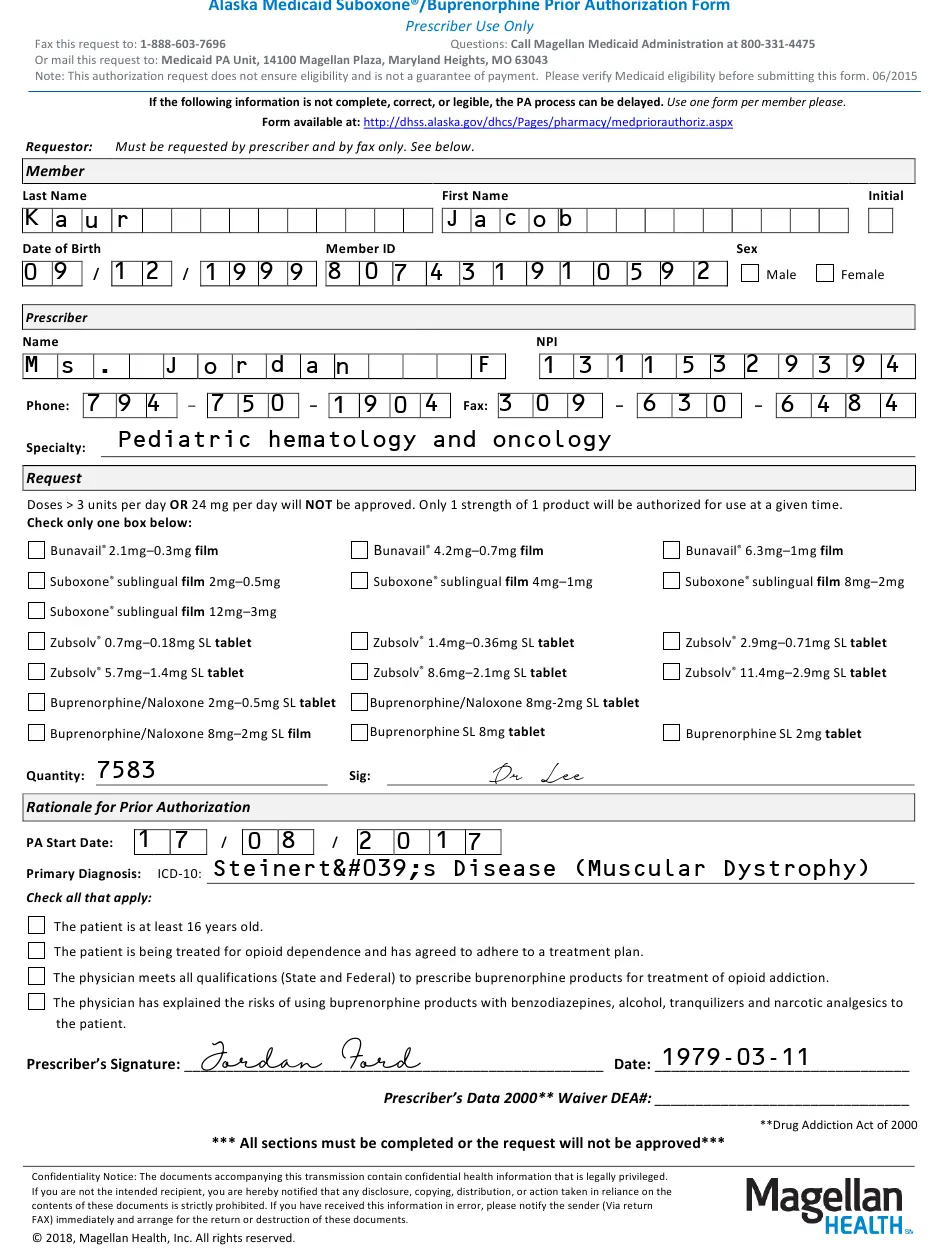 Alaska Medicaid Suboxone®/Buprenorphine Prior Authorization Form
Prescriber Use Only
Fax this request to: 1-888-603-7696 Questions: Call Magellan Medicaid Administration at 800-331-4475
Or mail this request to: Medicaid PA Unit, 14100 Magellan Plaza, Maryland Heights, MO 63043
Note: This authorization request does not ensure eligibility and is not a guarantee of payment. Please verify Medicaid eligibility before submitting this form. 06/2015
If the following information is not complete, correct, or legible, the PA process can be delayed. Use one form per member please.
Form available at: http://dhss.alaska.gov/dhcs/Pages/pharmacy/medpriorauthoriz.aspx
Requestor: Must be requested by prescriber and by fax only. See below.
Member
Last Name First Name Initial
Kaur Jacob
Date of Birth Member ID Sex
09 / 12 / 1999 807431910592 Male Female
Prescriber
Name NPI
Ms. Jordan F 13115329394
Phone: 794 - 750 - 1904 Fax: 309 - 630 - 6484
Specialty: Pediatric hematology and oncology
Request
Doses > 3 units per day OR 24 mg per day will NOT be approved. Only 1 strength of 1 product will be authorized for use at a given time.
Check only one box below:
Bunavail® 2.1mg–0.3mg film Bunavail® 4.2mg–0.7mg film Bunavail® 6.3mg–1mg film
Suboxone® sublingual film 2mg–0.5mg Suboxone® sublingual film 4mg–1mg Suboxone® sublingual film 8mg–2mg
Suboxone® sublingual film 12mg–3mg
Zubsolv® 0.7mg–0.18mg SL tablet Zubsolv® 1.4mg–0.36mg SL tablet Zubsolv® 2.9mg–0.71mg SL tablet
Zubsolv® 5.7mg–1.4mg SL tablet Zubsolv® 8.6mg–2.1mg SL tablet Zubsolv® 11.4mg–2.9mg SL tablet
Buprenorphine/Naloxone 2mg–0.5mg SL tablet Buprenorphine/Naloxone 8mg-2mg SL tablet
Buprenorphine/Naloxone 8mg–2mg SL film Buprenorphine SL 8mg tablet Buprenorphine SL 2mg tablet
Quantity: 7583 Sig: Dr Lee
Rationale for Prior Authorization
PA Start Date: 17 / 08 / 2017
Primary Diagnosis: ICD-10: Steinert&#039;s Disease (Muscular Dystrophy)
Check all that apply:
The patient is at least 16 years old.
The patient is being treated for opioid dependence and has agreed to adhere to a treatment plan.
The physician meets all qualifications (State and Federal) to prescribe buprenorphine products for treatment of opioid addiction.
The physician has explained the risks of using buprenorphine products with benzodiazepines, alcohol, tranquilizers and narcotic analgesics to
the patient.
Prescriber's Signature: Jordan Ford Date: 1979-03-11
Prescriber's Data 2000** Waiver DEA#:
**Drug Addiction Act of 2000
*** All sections must be completed or the request will not be approved***
Confidentiality Notice: The documents accompanying this transmission contain confidential health information that is legally privileged.
If you are not the intended recipient, you are hereby notified that any disclosure, copying, distribution, or action taken in reliance on the
contents of these documents is strictly prohibited. If you have received this information in error, please notify the sender (Via return
FAX) immediately and arrange for the return or destruction of these documents.
© 2018, Magellan Health, Inc. All rights reserved.
Magellan
HEALTH